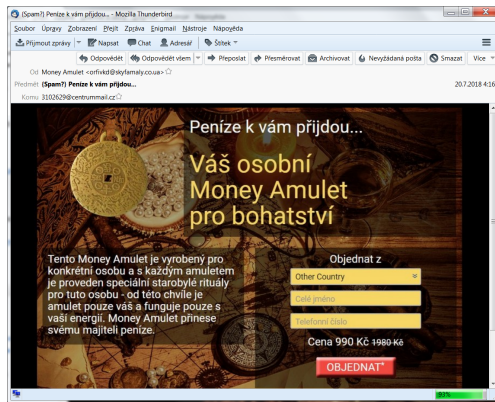 (Spam?) Peníze k vám přijdou... - Mozilla Thunderbird
Soubor Úpravy Zobrazení Přejít Zpráva Enigmail Nástroje Nápověda
Přijmout zprávy Napsat Chat Adresář Štítek
Odpovědět Odpovědět všem Přeposlat Přesměrovat Archivovat Nevyžádaná pošta Smazat Více
Od Money Amulet <orfivkd@skyfamaly.co.ua>
Předmět (Spam?) Peníze k vám přijdou... 20.7.2018 4:16
Komu 3102629@centrummail.cz
Peníze k vám přijdou...
Váš osobní
Money Amulet
pro bohatství
Tento Money Amulet je vyrobený pro
konkrétní osobu a s každým amuletem
je proveden speciální starobylé rituály
pro tuto osobu - od této chvíle je
amulet pouze váš a funguje pouze s
vaší energií. Money Amulet přinese
svému majiteli peníze.
Objednat z
Other Country
Celé jméno
Telefonní číslo
Cena 990 Kč 1980 Kč
OBJEDNAT*
93%